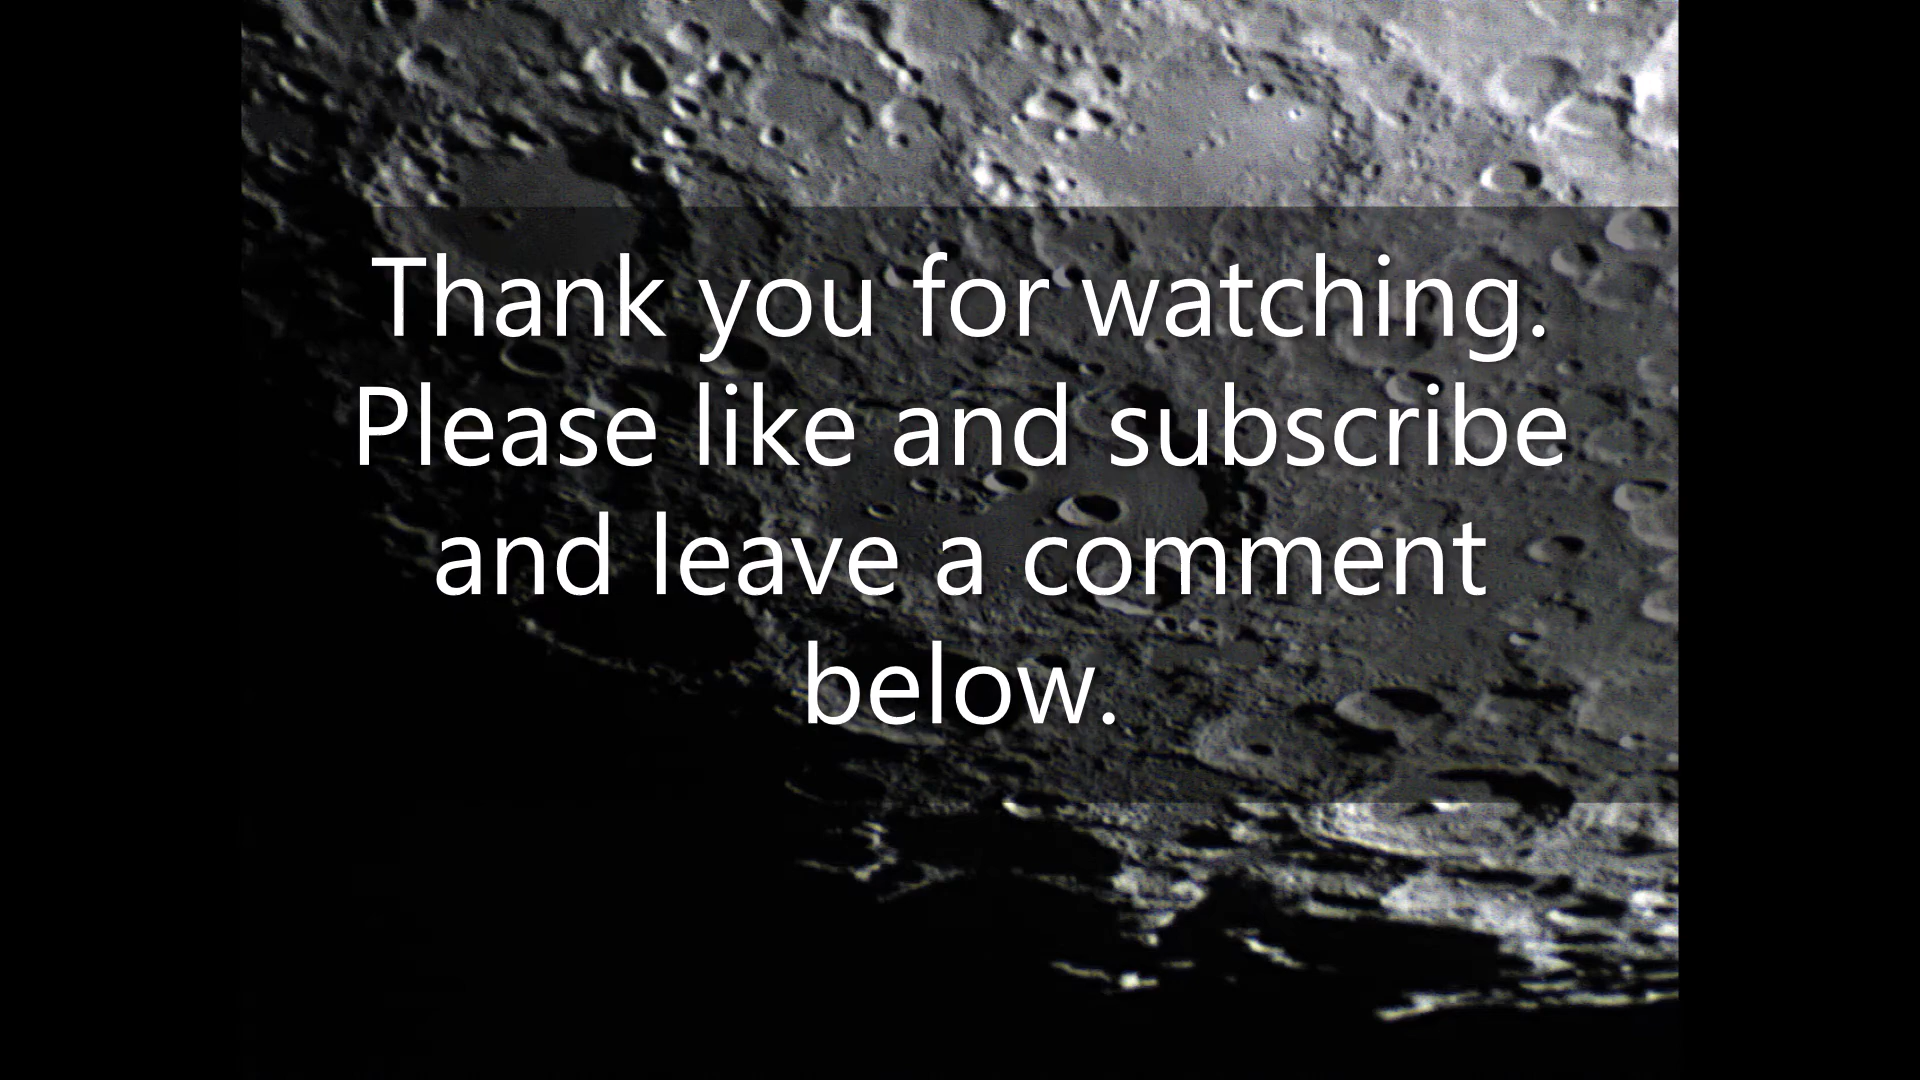 Thank you for watching.
Please like and subscribe
and leave a comment
below.